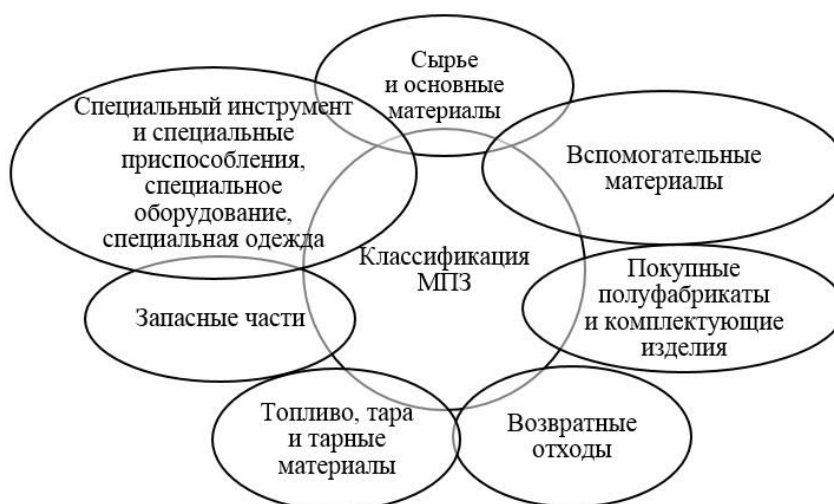 Сырье
и основные
материалы
Специальный инструмент
и специальные
приспособления,
специальное
оборудование,
специальная одежда
Вспомогательные
материалы
Классификация
МПЗ
Покупные
полуфабрикаты
и комплектующие
изделия
Запасные части
Топливо, тара
и тарные
материалы
Возвратные
отходы